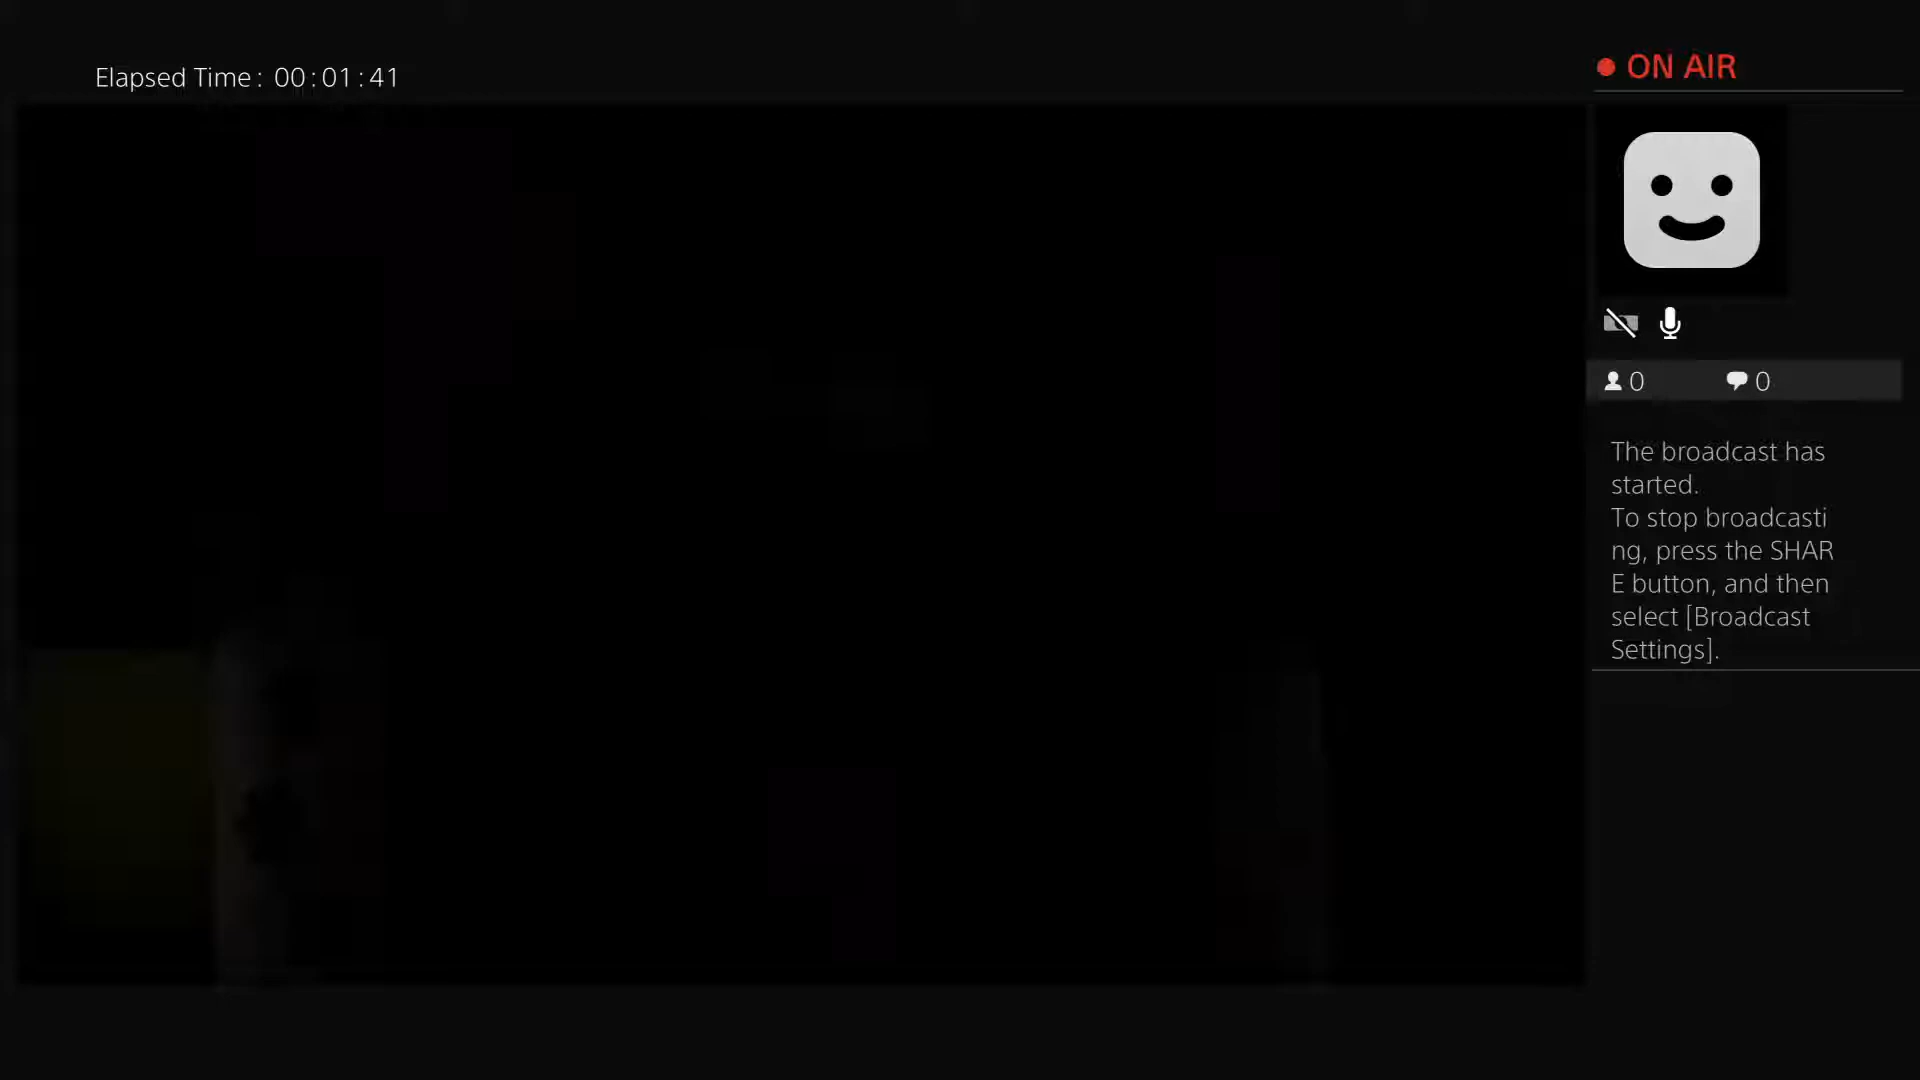 Elapsed Time: 00:01:41
ON AIR
0 0
The broadcast has
started.
To stop broadcasti
ng, press the SHAR
E button, and then
select [Broadcast
Settings].